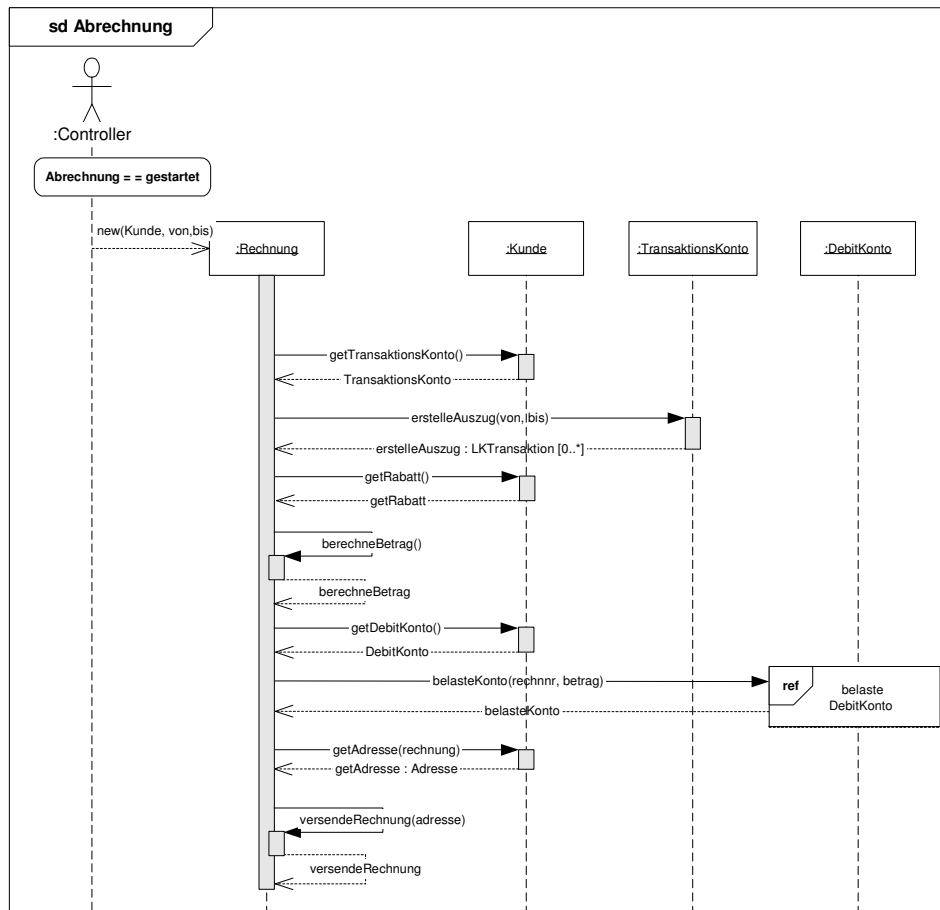 sd Abrechnung
:Controller
Abrechnung = = gestartet
new(Kunde, von,bis)
:Rechnung
:Kunde
:TransaktionsKonto
:DebitKonto
getTransaktionsKonto()
TransaktionsKonto
erstelleAuszug(von, bis)
erstelleAuszug : LKTransaktion [0..*]
getRabatt()
getRabatt
berechneBetrag()
berechneBetrag
getDebitKonto()
DebitKonto
belasteKonto(rechnnr, betrag)
ref
belaste
DebitKonto
belasteKonto
getAdresse(rechnung)
getAdresse : Adresse
versendeRechnung(adresse)
versendeRechnung